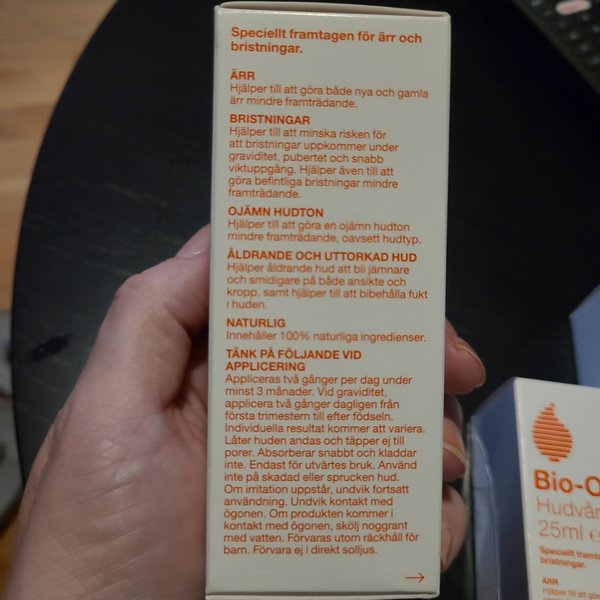 Speciellt framtagen för ärr och
bristningar.
ÄRR
Hjälper till att göra både nya och gamla
ärr mindre framträdande.
BRISTNINGAR
Hjälper till att minska risken för
att bristningar uppkommer under
graviditet, pubertet och snabb
viktuppgång. Hjälper även till att
göra befintliga bristningar mindre
framträdande.
OJÄMN HUDTON
Hjälper till att göra en ojämn hudton
mindre framträdande, oavsett hudtyp.
ÅLDRANDE OCH UTTORKAD HUD
Hjälper åldrande hud att bli jämnare
och smidigare på både ansikte och
kropp, samt hjälper till att bibehålla fukt
i huden.
NATURLIG
Innehåller 100% naturliga ingredienser.
TÄNK PÅ FÖLJANDE VID
APPLICERING
Appliceras två gånger per dag under
minst 3 månader. Vid graviditet,
applicera två gånger dagligen från
första trimestern till efter födseln.
Individuella resultat kommer att variera.
Låter huden andas och täpper ej till
porer. Absorberar snabbt och kladdar
inte. Endast för utvärtes bruk. Använd
inte på skadad eller sprucken hud.
Om irritation uppstår, undvik fortsatt
användning. Undvik kontakt med
ögonen. Om produkten kommer i
kontakt med ögonen, skölj noggrant
med vatten. Förvaras utom räckhåll för
barn. Förvara ej i direkt solljus.
Bio-O
Hudvår
25ml e
Speciellt framta
bristningar.
ÄRR
Hjälper till att gör